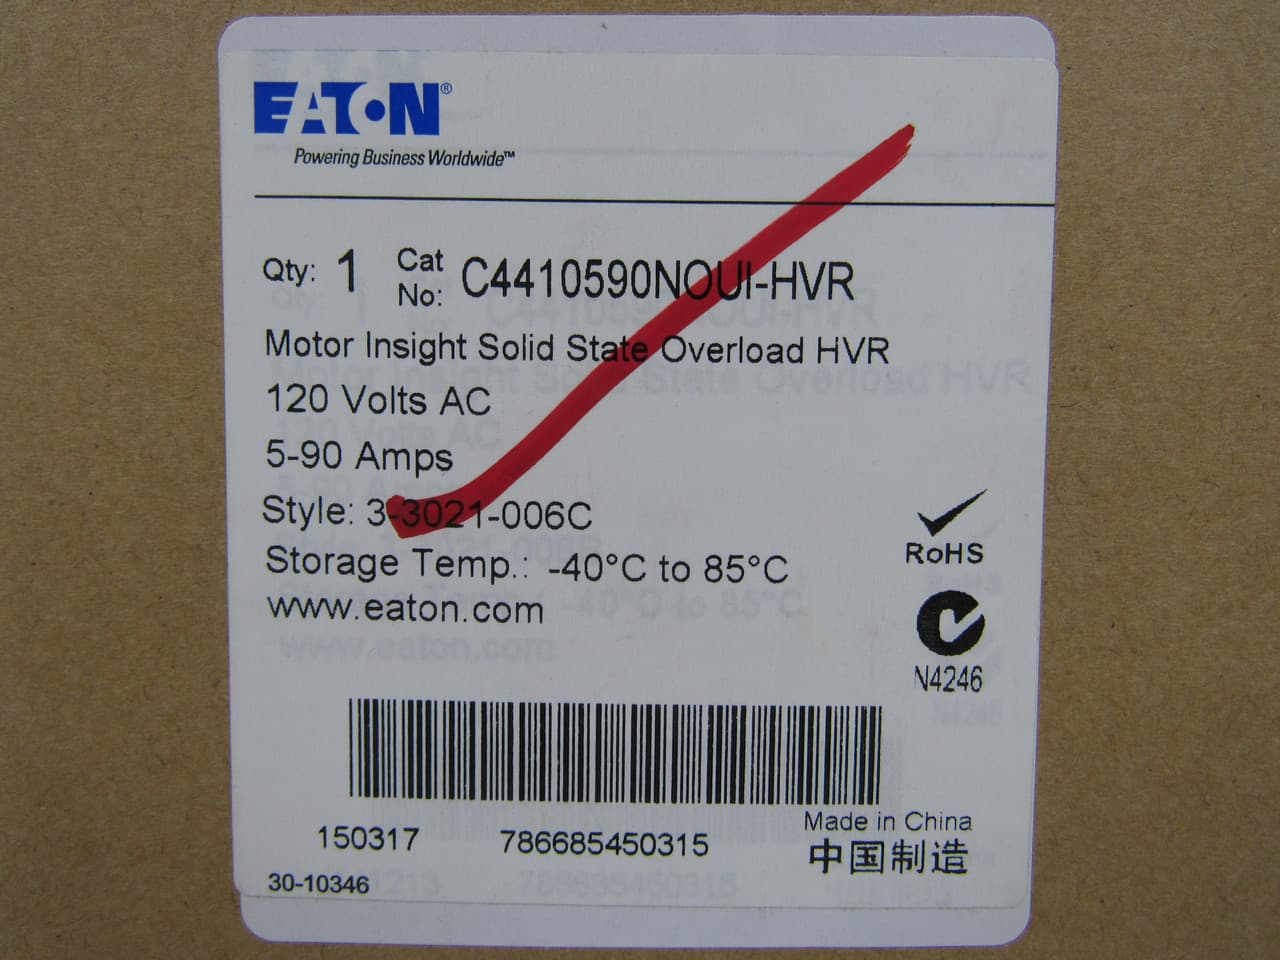 EATON®
Powering Business Worldwide™
Qty: 1 Cat No: C4410590NOUI-HVR
Motor Insight Solid State Overload HVR
120 Volts AC
5-90 Amps
Style: 3-3021-006C
Storage Temp.: -40°C to 85°C
www.eaton.com
RoHS
N4246
150317 786685450315
Made in China
中国制造
30-10346